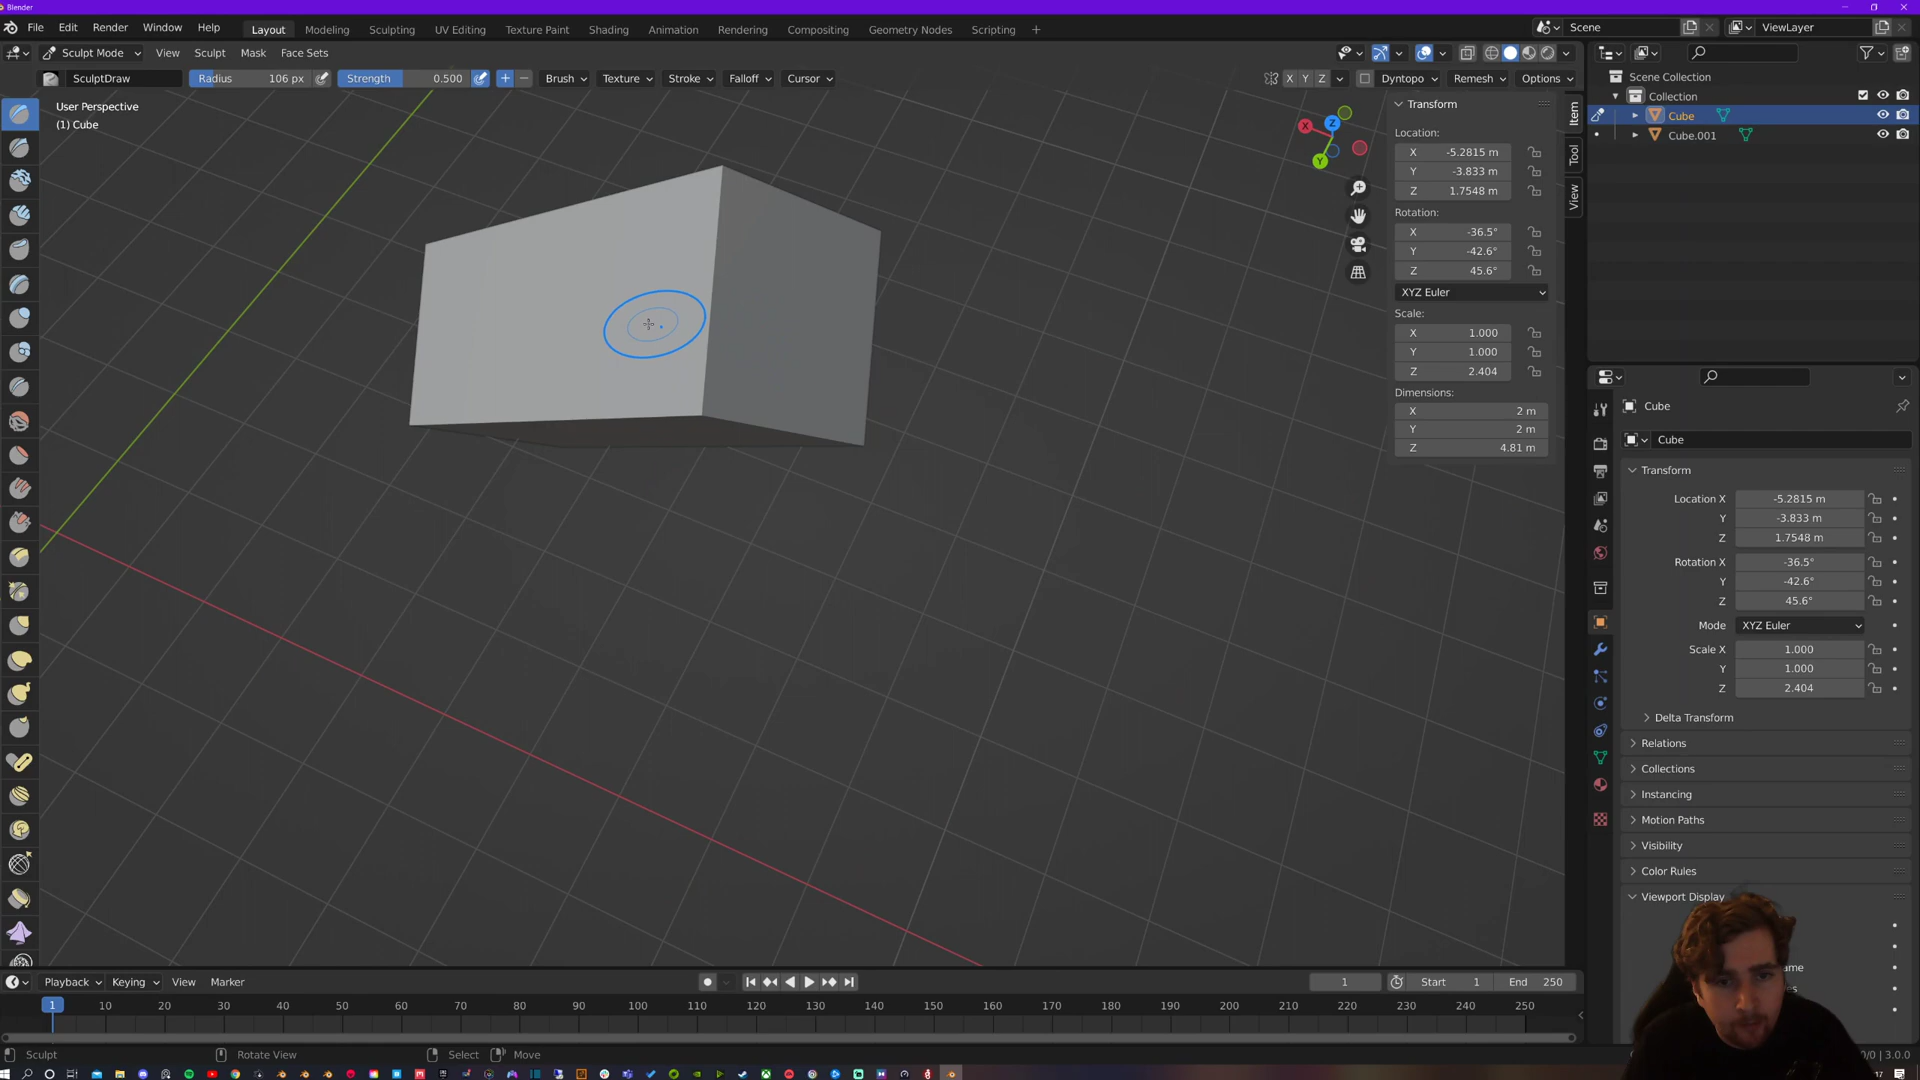 Blender
File Edit Render Window Help Layout Modeling Sculpting UV Editing Texture Paint Shading Animation Rendering Compositing Geometry Nodes Scripting +
Scene
ViewLayer
Sculpt Mode View Sculpt Mask Face Sets
SculptDraw Radius 106 px Strength 0.500 + − Brush Texture Stroke Falloff Cursor
X Y Z Dyntopo Remesh Options
User Perspective
(1) Cube
X
Z
Y
Item
Tool
View
Transform
Location:
X -5.2815 m
Y -3.833 m
Z 1.7548 m
Rotation:
X -36.5°
Y -42.6°
Z 45.6°
XYZ Euler
Scale:
X 1.000
Y 1.000
Z 2.404
Dimensions:
X 2 m
Y 2 m
Z 4.81 m
Scene Collection
Collection
Cube
Cube.001
Cube
Cube
Transform
Location X -5.2815 m
Y -3.833 m
Z 1.7548 m
Rotation X -36.5°
Y -42.6°
Z 45.6°
Mode XYZ Euler
Scale X 1.000
Y 1.000
Z 2.404
Delta Transform
Relations
Collections
Instancing
Motion Paths
Visibility
Color Rules
Viewport Display
Playback Keying View Marker
1 Start 1 End 250
1 10 20 30 40 50 60 70 80 90 100 110 120 130 140 150 160 170 180 190 200 210 220 230 240 250
Sculpt Rotate View Select Move
3.0.0